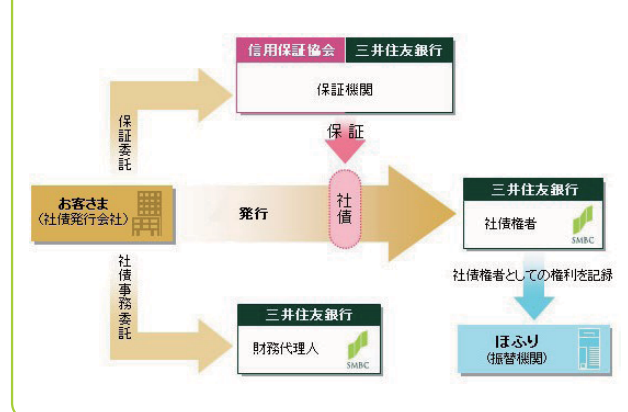 信用保証協会
三井住友銀行
保証機関
保証委託
保証
お客さま
(社債発行会社)
発行
社債
三井住友銀行
社債権者
SMBC
社債事務委託
社債権者としての権利を記録
三井住友銀行
財務代理人
SMBC
ほふり
(振替機関)